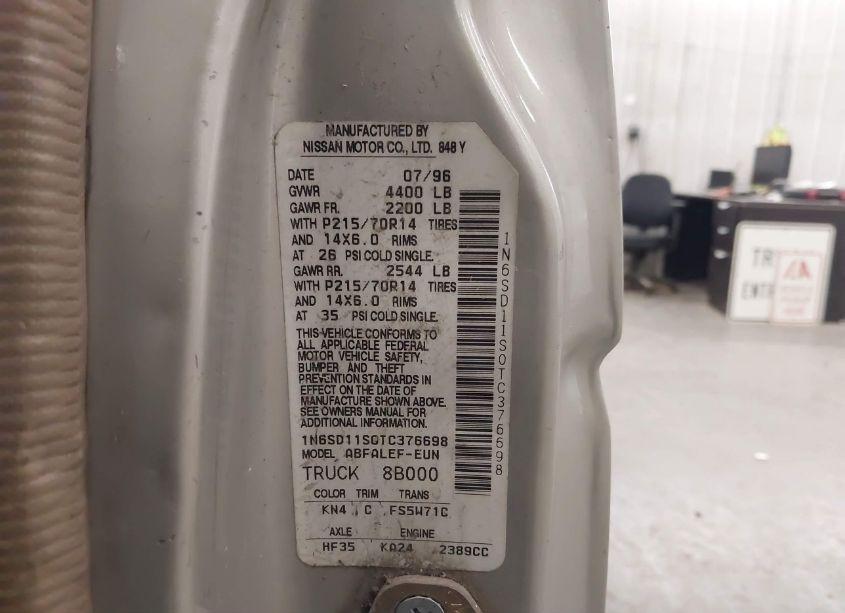 MANUFACTURED BY
NISSAN MOTOR CO., LTD. 848 Y
DATE 07/96
GVWR 4400 LB
GAWR FR. 2200 LB
WITH P215/70R14 TIRES
AND 14X6.0 RIMS
AT 26 PSI COLD SINGLE.
GAWR RR. 2544 LB
WITH P215/70R14 TIRES
AND 14X6.0 RIMS
AT 35 PSI COLD SINGLE.
THIS VEHICLE CONFORMS TO
ALL APPLICABLE FEDERAL
MOTOR VEHICLE SAFETY,
BUMPER AND THEFT
PREVENTION STANDARDS IN
EFFECT ON THE DATE OF
MANUFACTURE SHOWN ABOVE.
SEE OWNERS MANUAL FOR
ADDITIONAL INFORMATION.
1N6SD11S0TC376698
MODEL ABFALEF-EUN
TRUCK 8B000
COLOR TRIM TRANS
KN4 C FS5W71C
AXLE ENGINE
HF35 KA24 2389CC
1N6SD11S0TC376698
TR
ENT